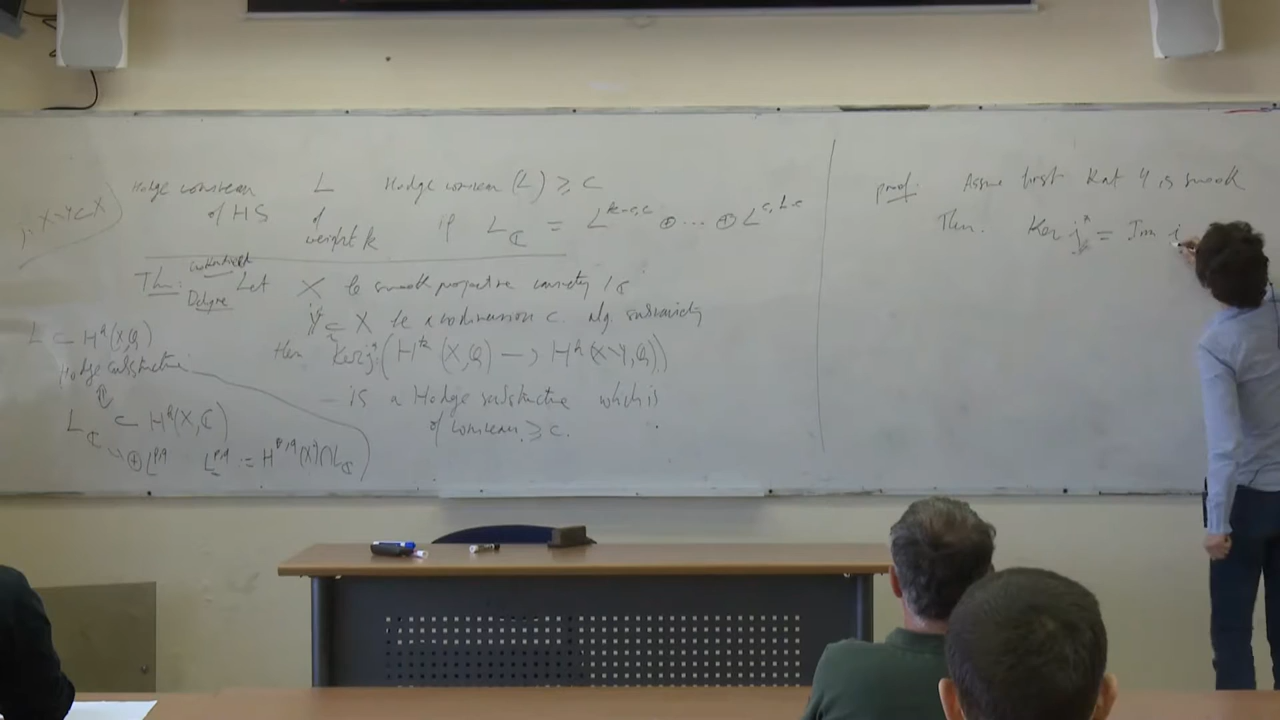 j: X∖Y ⊂ X
Hodge coniveau L Hodge coniveau (L) ≥ c
of HS of weight k if L_ℂ = L^{k-c,c} ⊕ ... ⊕ L^{c,k-c}
Thm: Deligne Let X be smooth projective variety
Y ⊂ X be a codimension c alg. subvariety
then Ker j^*: (H^k(X,ℚ) → H^k(X∖Y,ℚ))
is a Hodge substructure which is
of coniveau ≥ c.
L ⊂ H^k(X,ℚ)
Hodge substructure
⇕
L_ℂ ⊂ H^k(X,ℂ)
⊕ L^{p,q} L^{p,q} := H^{p,q}(X) ∩ L_ℂ
proof. Assume first that Y is smooth
Then. Ker j^* = Im i